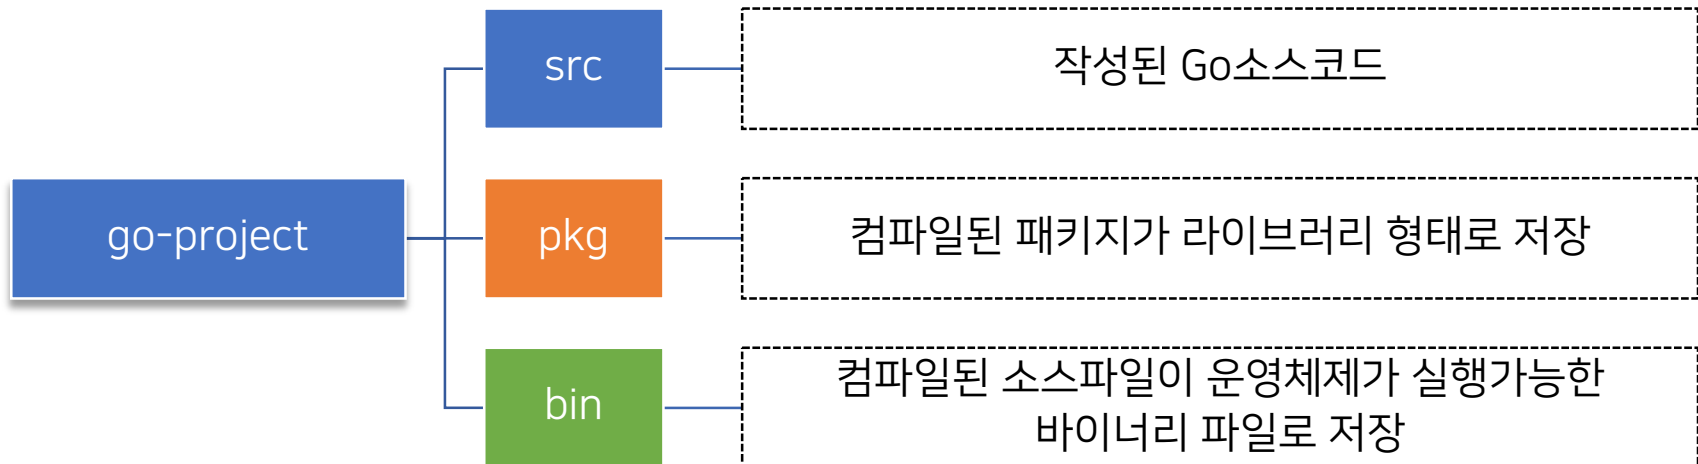 src
작성된 Go소스코드
go-project
pkg
컴파일된 패키지가 라이브러리 형태로 저장
bin
컴파일된 소스파일이 운영체제가 실행가능한
바이너리 파일로 저장